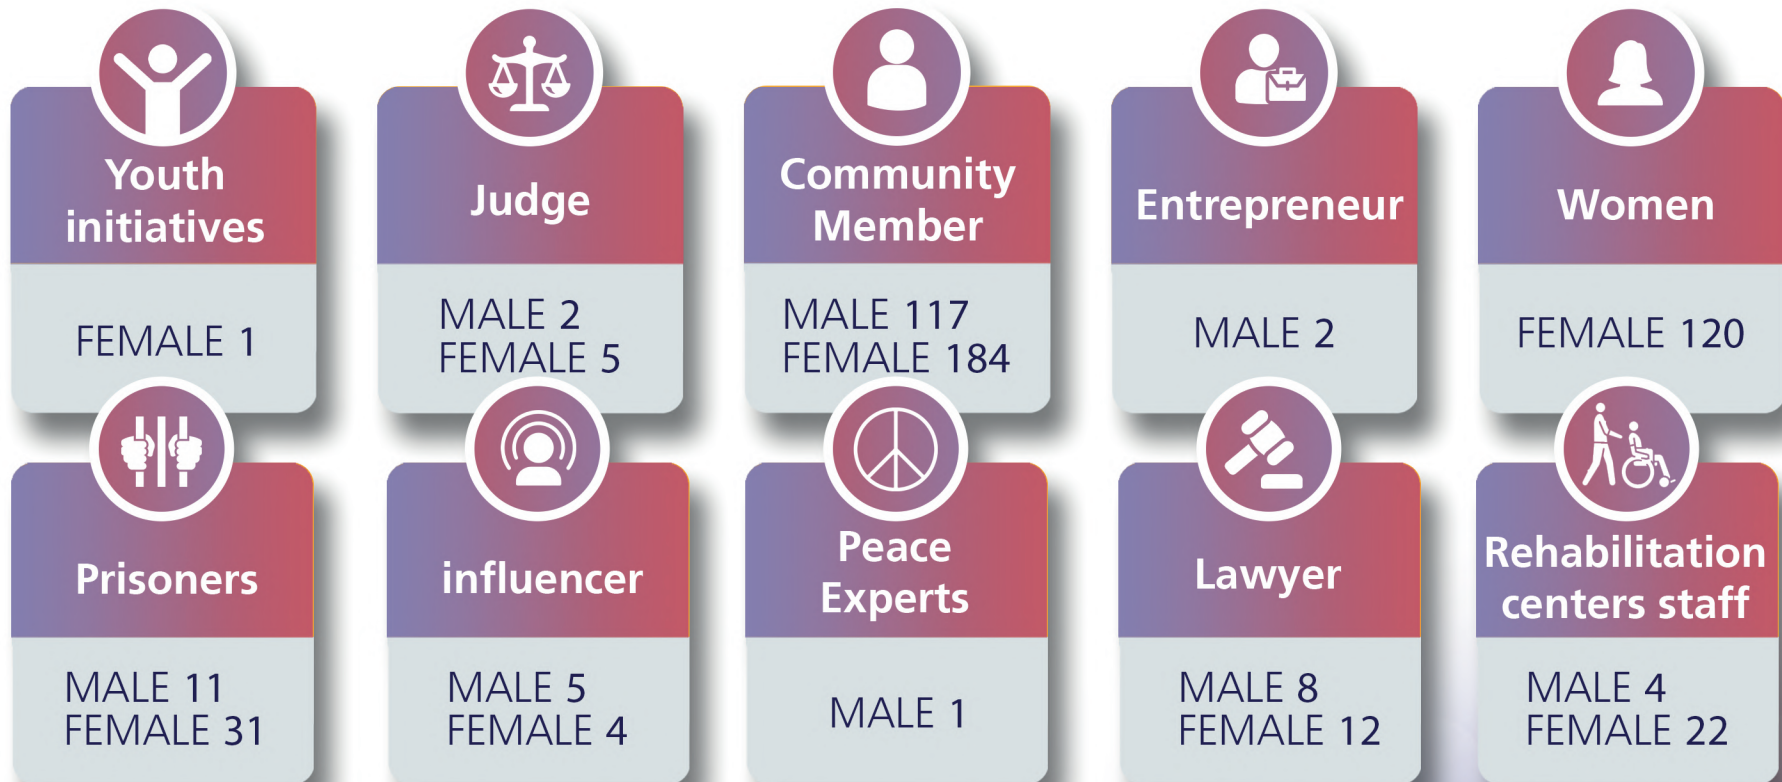 Youth
initiatives
FEMALE 1
Judge
MALE 2
FEMALE 5
Community
Member
MALE 117
FEMALE 184
Entrepreneur
MALE 2
Women
FEMALE 120
Prisoners
MALE 11
FEMALE 31
influencer
MALE 5
FEMALE 4
Peace
Experts
MALE 1
Lawyer
MALE 8
FEMALE 12
Rehabilitation
centers staff
MALE 4
FEMALE 22